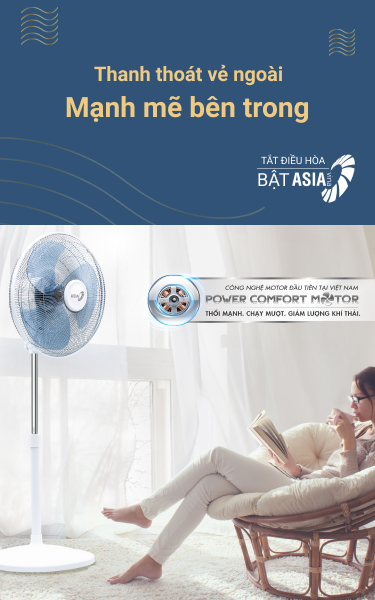 Thanh thoát vẻ ngoài
Mạnh mẽ bên trong
TẮT ĐIỀU HÒA
BẬT ASIA
CÔNG NGHỆ MOTOR ĐẦU TIÊN TẠI VIỆT NAM
POWER COMFORT MOTOR
THỔI MẠNH. CHẠY MƯỢT. GIẢM LƯỢNG KHÍ THẢI.